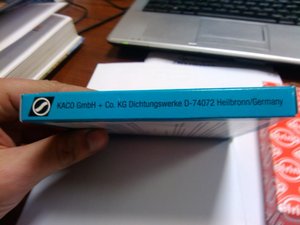 KACO GmbH + Co. KG Dichtungswerke D-74072 Heilbronn/Germany